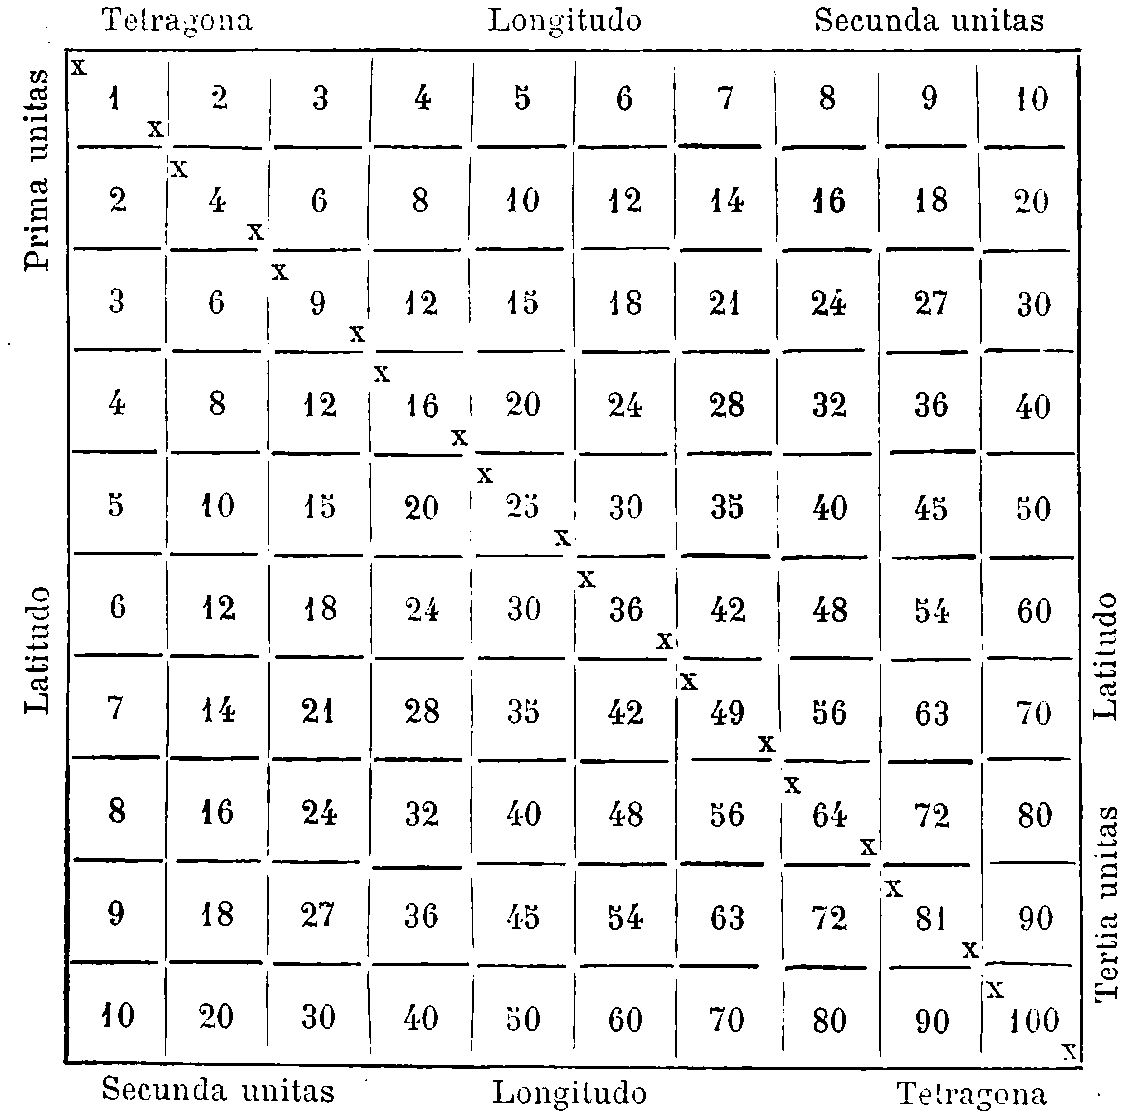 Tetragona Longitudo Secunda unitas
Prima unitas
Latitudo
x 1 x 2 3 4 5 6 7 8 9 10
2 x 4 x 6 8 10 12 14 16 18 20
3 6 x 9 x 12 15 18 21 24 27 30
4 8 12 x 16 x 20 24 28 32 36 40
5 10 15 20 x 25 x 30 35 40 45 50
6 12 18 24 30 x 36 x 42 48 54 60
7 14 21 28 35 42 x 49 x 56 63 70
8 16 24 32 40 48 56 x 64 x 72 80
9 18 27 36 45 54 63 72 x 81 x 90
10 20 30 40 50 60 70 80 90 x 100 x
Latitudo
Tertia unitas
Secunda unitas Longitudo Tetragona